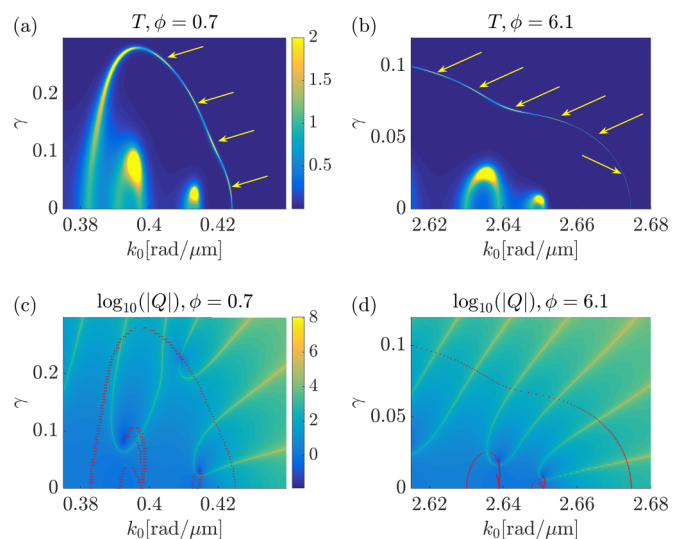 (a) T, ϕ = 0.7
(b) T, ϕ = 6.1
2
1.5
1
0.5
γ
0.2
0.1
0
0.38 0.4 0.42
k₀[rad/μm]
γ
0.1
0.05
0
2.62 2.64 2.66 2.68
k₀[rad/μm]
(c) log₁₀(|Q|), ϕ = 0.7
(d) log₁₀(|Q|), ϕ = 6.1
8
6
4
2
0
γ
0.2
0.1
0
0.38 0.4 0.42
k₀[rad/μm]
γ
0.1
0.05
0
2.62 2.64 2.66 2.68
k₀[rad/μm]